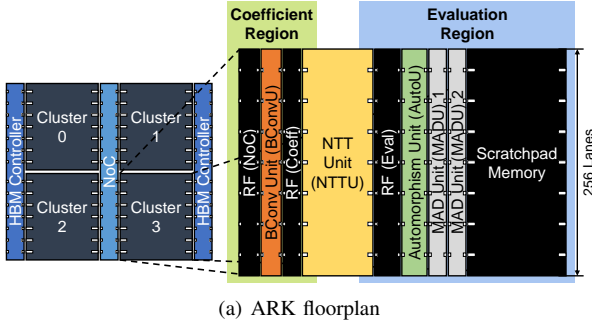 Coefficient
Region
Evaluation
Region
HBM Controller
Cluster
0
NoC
Cluster
1
HBM Controller
Cluster
2
Cluster
3
RF (NoC)
BConv Unit (BConvU)
RF (Coeff)
NTT
Unit
(NTTU)
RF (Eval)
Automorphism Unit (AutoU)
MAD Unit (MADU) 1
MAD Unit (MADU) 2
Scratchpad
Memory
256 Lanes
(a) ARK floorplan